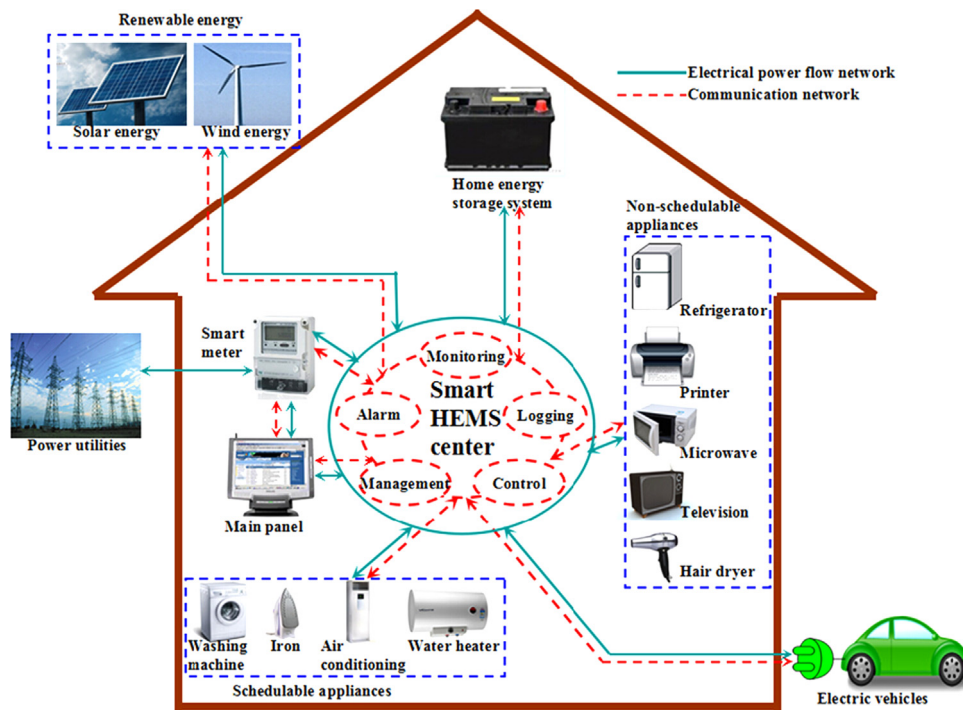 Renewable energy
Solar energy
Wind energy
Electrical power flow network
Communication network
Home energy
storage system
Non-schedulable
appliances
Refrigerator
Printer
Microwave
Television
Hair dryer
Smart
meter
Power utilities
Main panel
Monitoring
Alarm
Smart
HEMS
center
Logging
Management
Control
Washing
machine
Iron
Air
conditioning
Water heater
Schedulable appliances
Electric vehicles